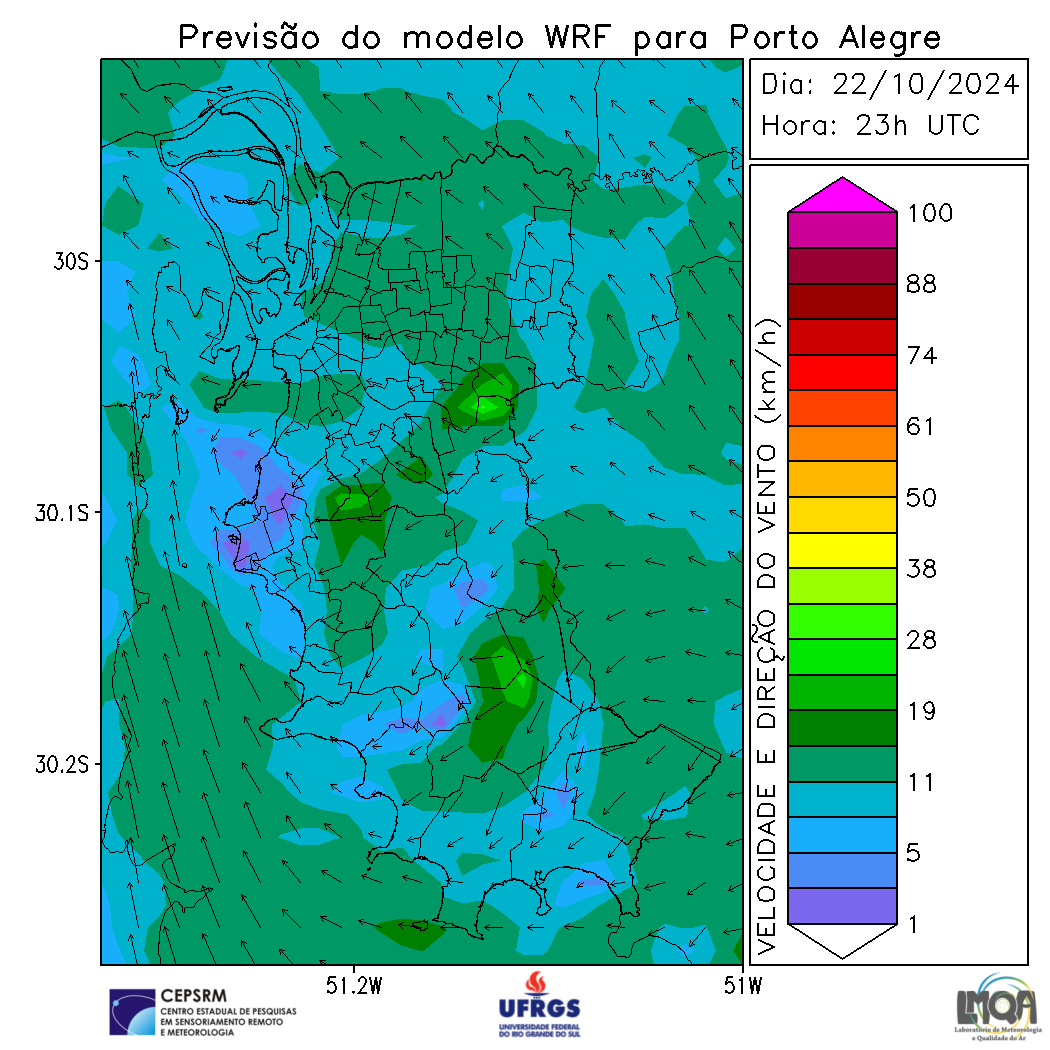 Previsão do modelo WRF para Porto Alegre
Dia: 22/10/2024
Hora: 23h UTC
30S
30.1S
30.2S
51.2W
51W
VELOCIDADE E DIREÇÃO DO VENTO (km/h)
100
88
74
61
50
38
28
19
11
5
1
CEPSRM
CENTRO ESTADUAL DE PESQUISAS
EM SENSORIAMENTO REMOTO
E METEOROLOGIA
UFRGS
UNIVERSIDADE FEDERAL
DO RIO GRANDE DO SUL
LMQA
Laboratório de Meteorologia
e Qualidade do Ar